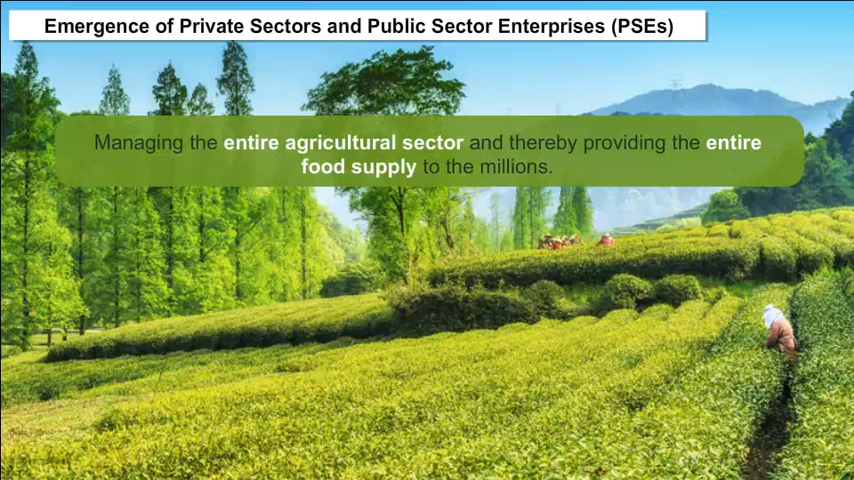 Emergence of Private Sectors and Public Sector Enterprises (PSEs)
Managing the entire agricultural sector and thereby providing the entire
food supply to the millions.